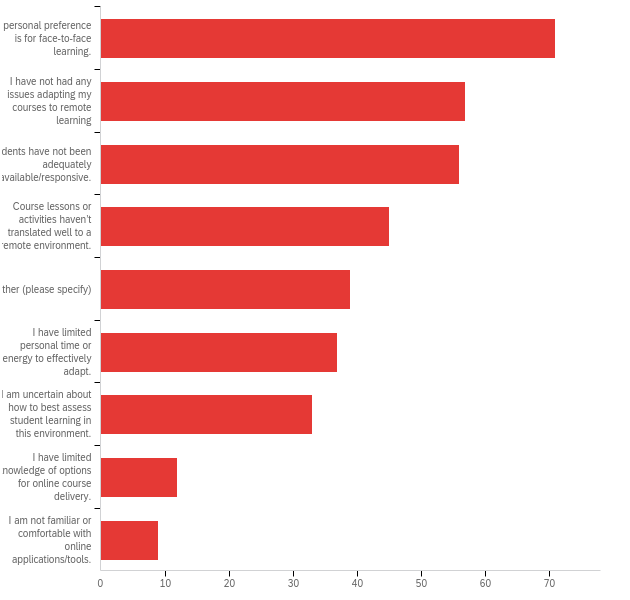 personal preference
is for face-to-face
learning.
I have not had any
issues adapting my
courses to remote
learning
dents have not been
adequately
available/responsive.
Course lessons or
activities haven't
translated well to a
remote environment.
ther (please specify)
I have limited
personal time or
energy to effectively
adapt.
I am uncertain about
how to best assess
student learning in
this environment.
I have limited
nowledge of options
for online course
delivery.
I am not familiar or
comfortable with
online
applications/tools.
0 10 20 30 40 50 60 70